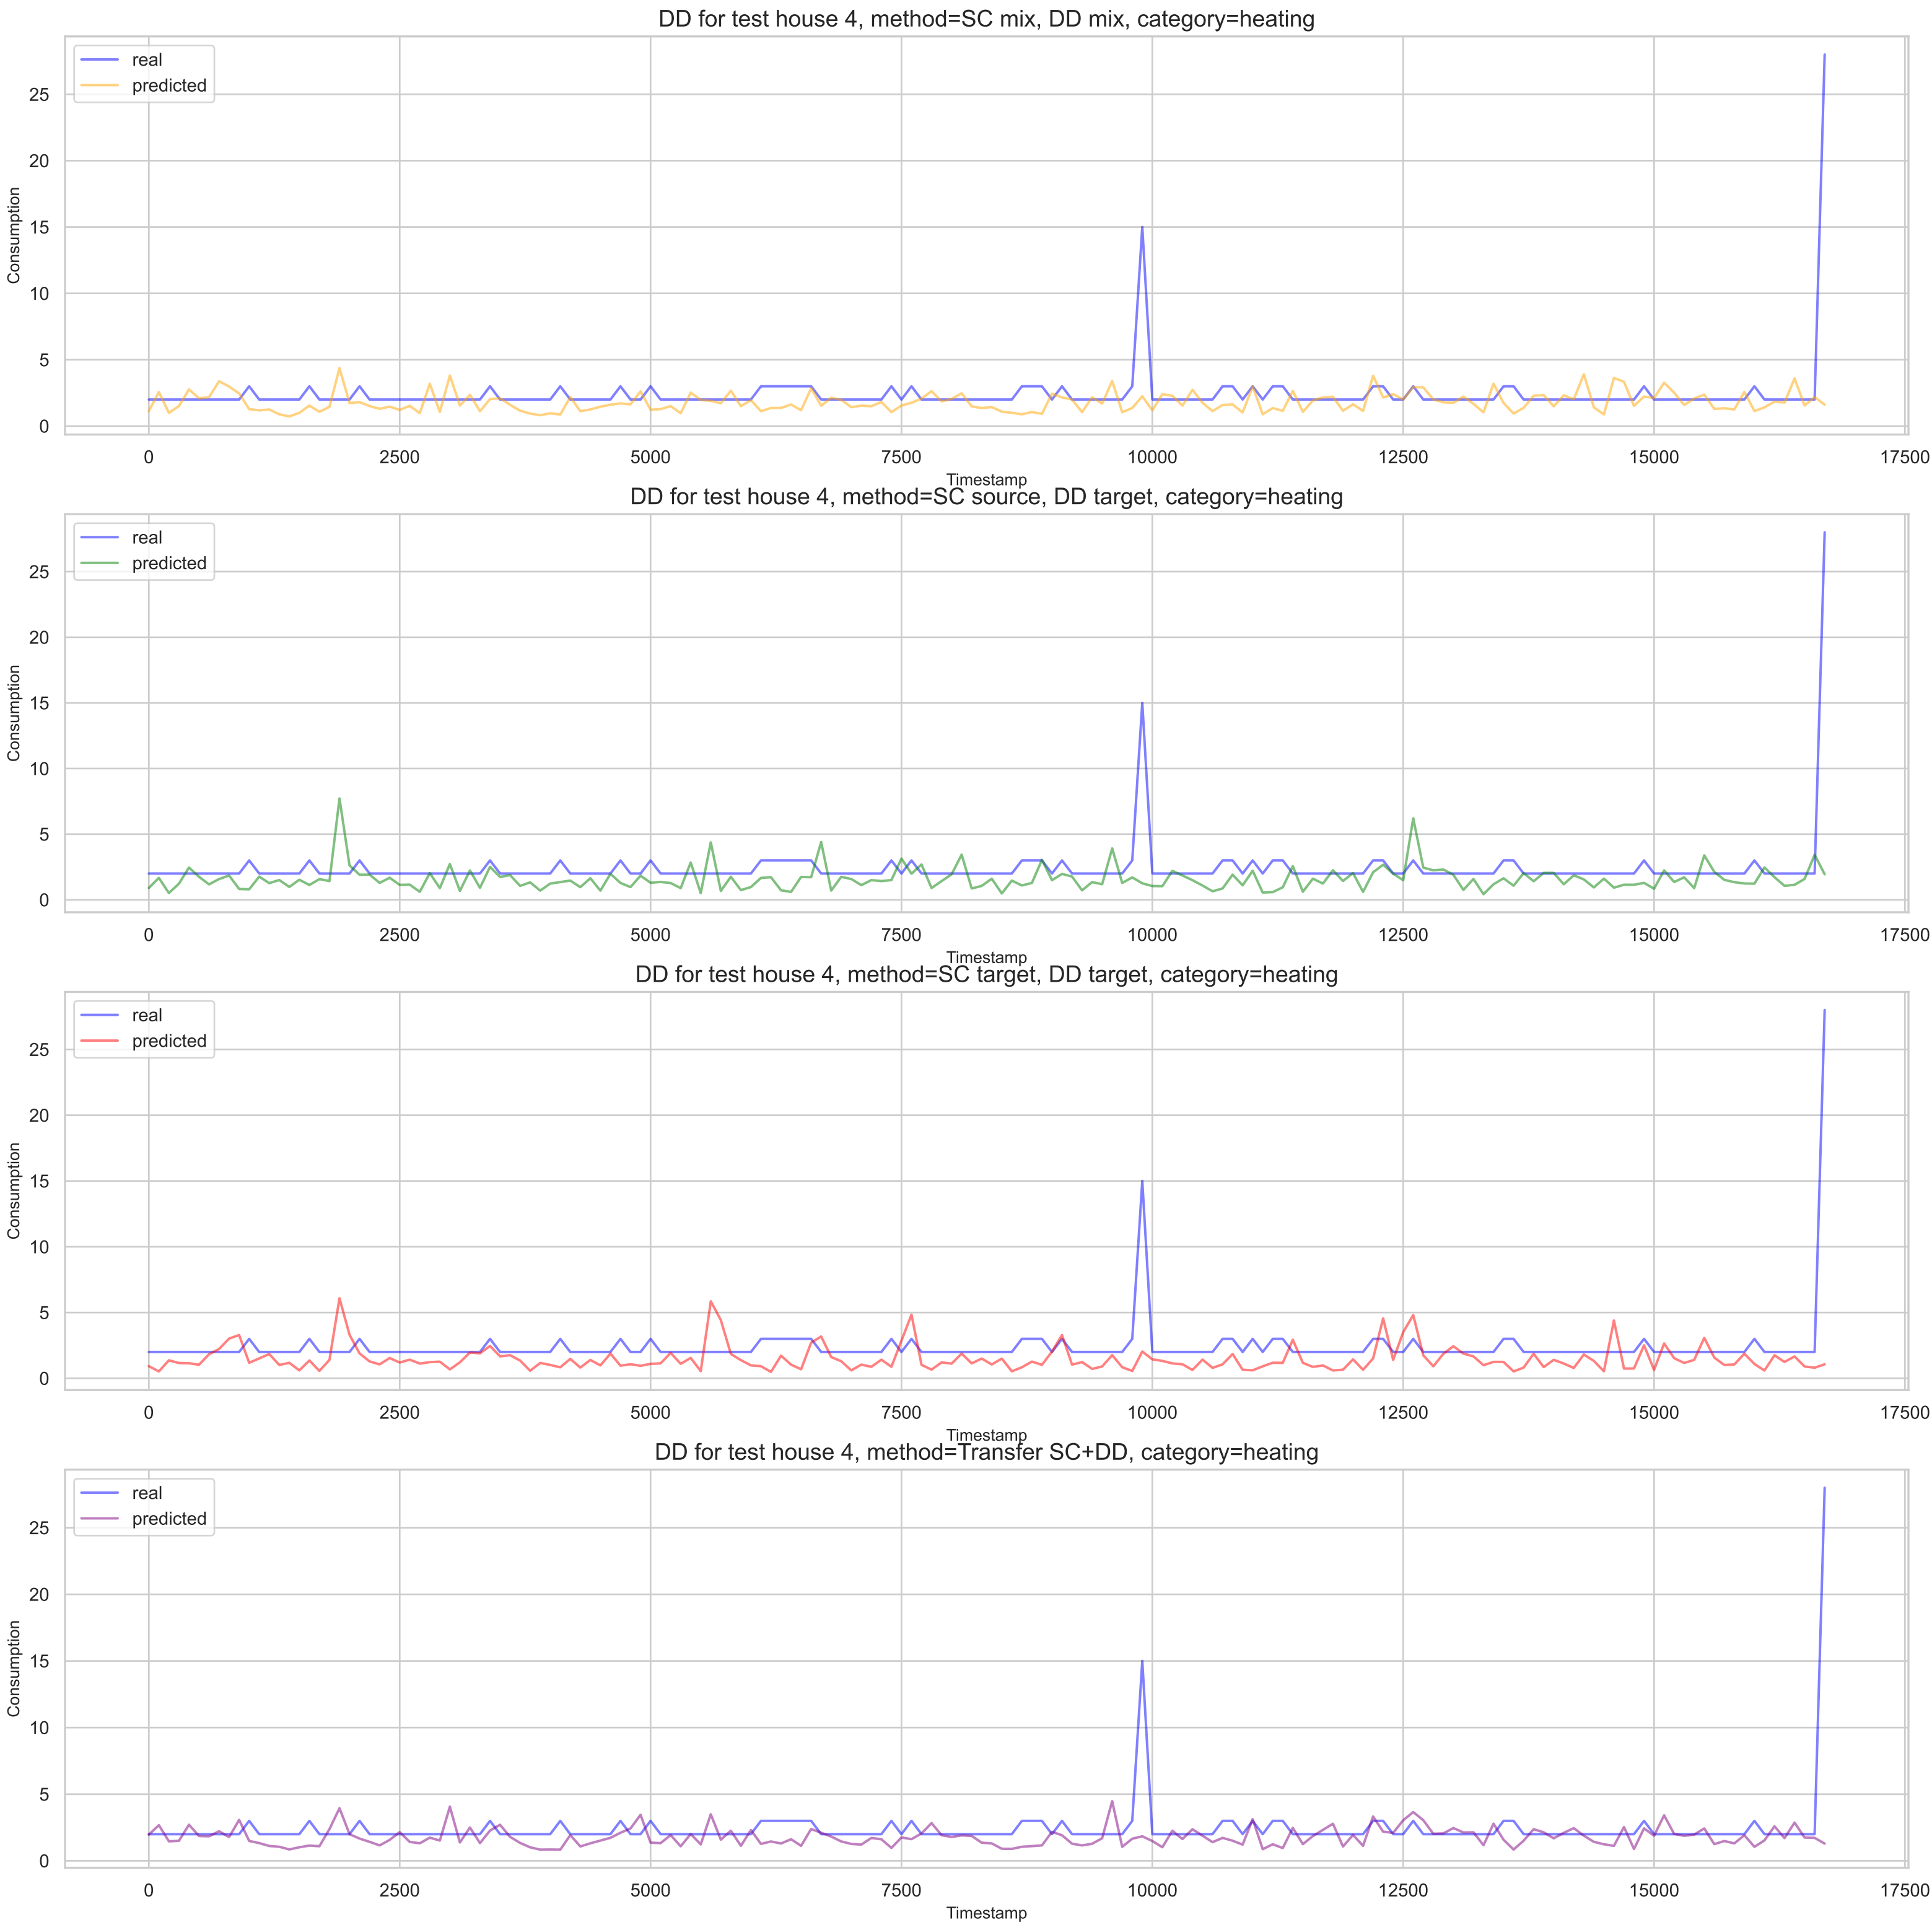 DD for test house 4, method=SC mix, DD mix, category=heating
real
predicted
25
20
15
10
5
0
Consumption
0 2500 5000 7500 10000 12500 15000 17500
Timestamp
DD for test house 4, method=SC source, DD target, category=heating
real
predicted
25
20
15
10
5
0
Consumption
0 2500 5000 7500 10000 12500 15000 17500
Timestamp
DD for test house 4, method=SC target, DD target, category=heating
real
predicted
25
20
15
10
5
0
Consumption
0 2500 5000 7500 10000 12500 15000 17500
Timestamp
DD for test house 4, method=Transfer SC+DD, category=heating
real
predicted
25
20
15
10
5
0
Consumption
0 2500 5000 7500 10000 12500 15000 17500
Timestamp